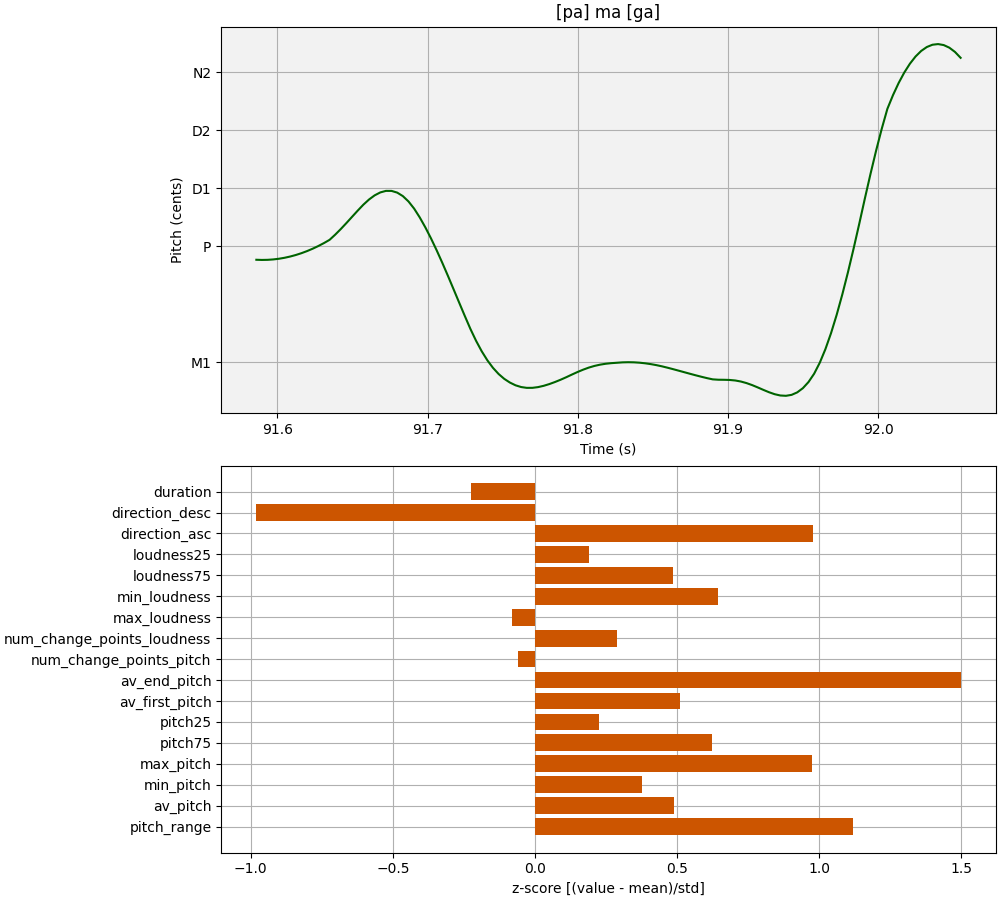 [pa] ma [ga]
N2
D2
D1
P
M1
Pitch (cents)
91.6 91.7 91.8 91.9 92.0
Time (s)
duration
direction_desc
direction_asc
loudness25
loudness75
min_loudness
max_loudness
num_change_points_loudness
num_change_points_pitch
av_end_pitch
av_first_pitch
pitch25
pitch75
max_pitch
min_pitch
av_pitch
pitch_range
−1.0 −0.5 0.0 0.5 1.0 1.5
z-score [(value - mean)/std]